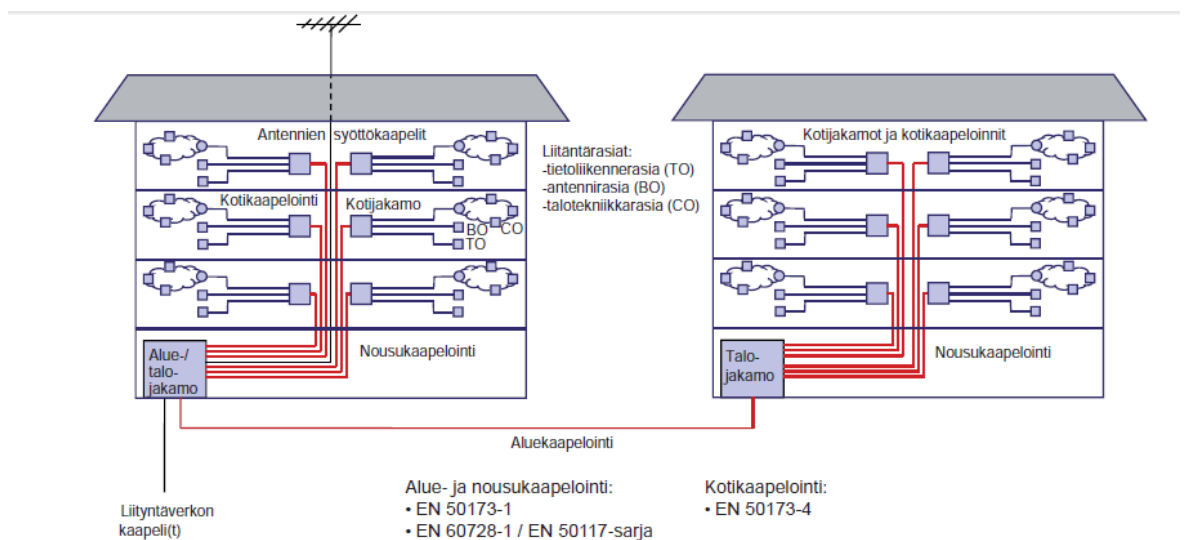 Antennien syöttökaapelit
Kotikaapelointi
Kotijakamo
BO CO
TO
Alue-/
talo-
jakamo
Nousukaapelointi
Liitäntärasiat:
-tietoliikennerasia (TO)
-antennirasia (BO)
-talotekniikkarasia (CO)
Kotijakamot ja kotikaapeloinnit
Talo-
jakamo
Nousukaapelointi
Aluekaapelointi
Liityntäverkon
kaapeli(t)
Alue- ja nousukaapelointi:
• EN 50173-1
• EN 60728-1 / EN 50117-sarja
Kotikaapelointi:
• EN 50173-4